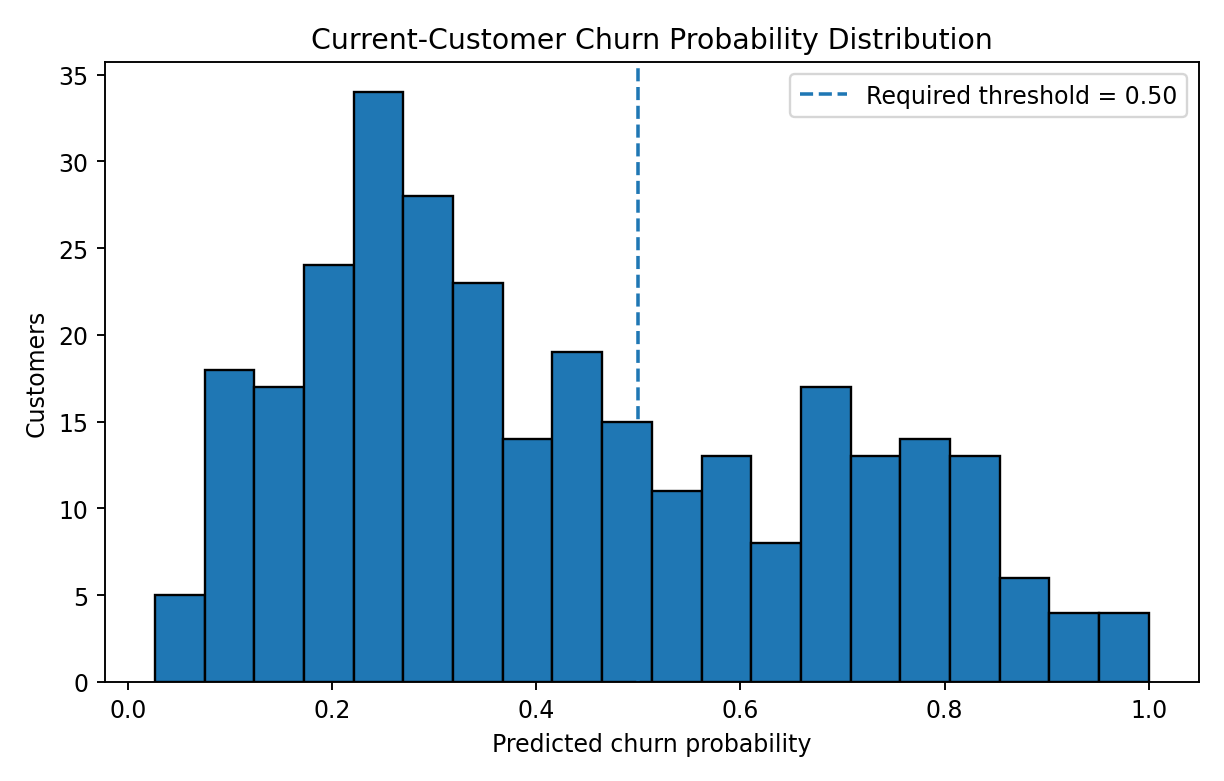 Current-Customer Churn Probability Distribution
Required threshold = 0.50
Customers
35
30
25
20
15
10
5
0
0.0 0.2 0.4 0.6 0.8 1.0
Predicted churn probability